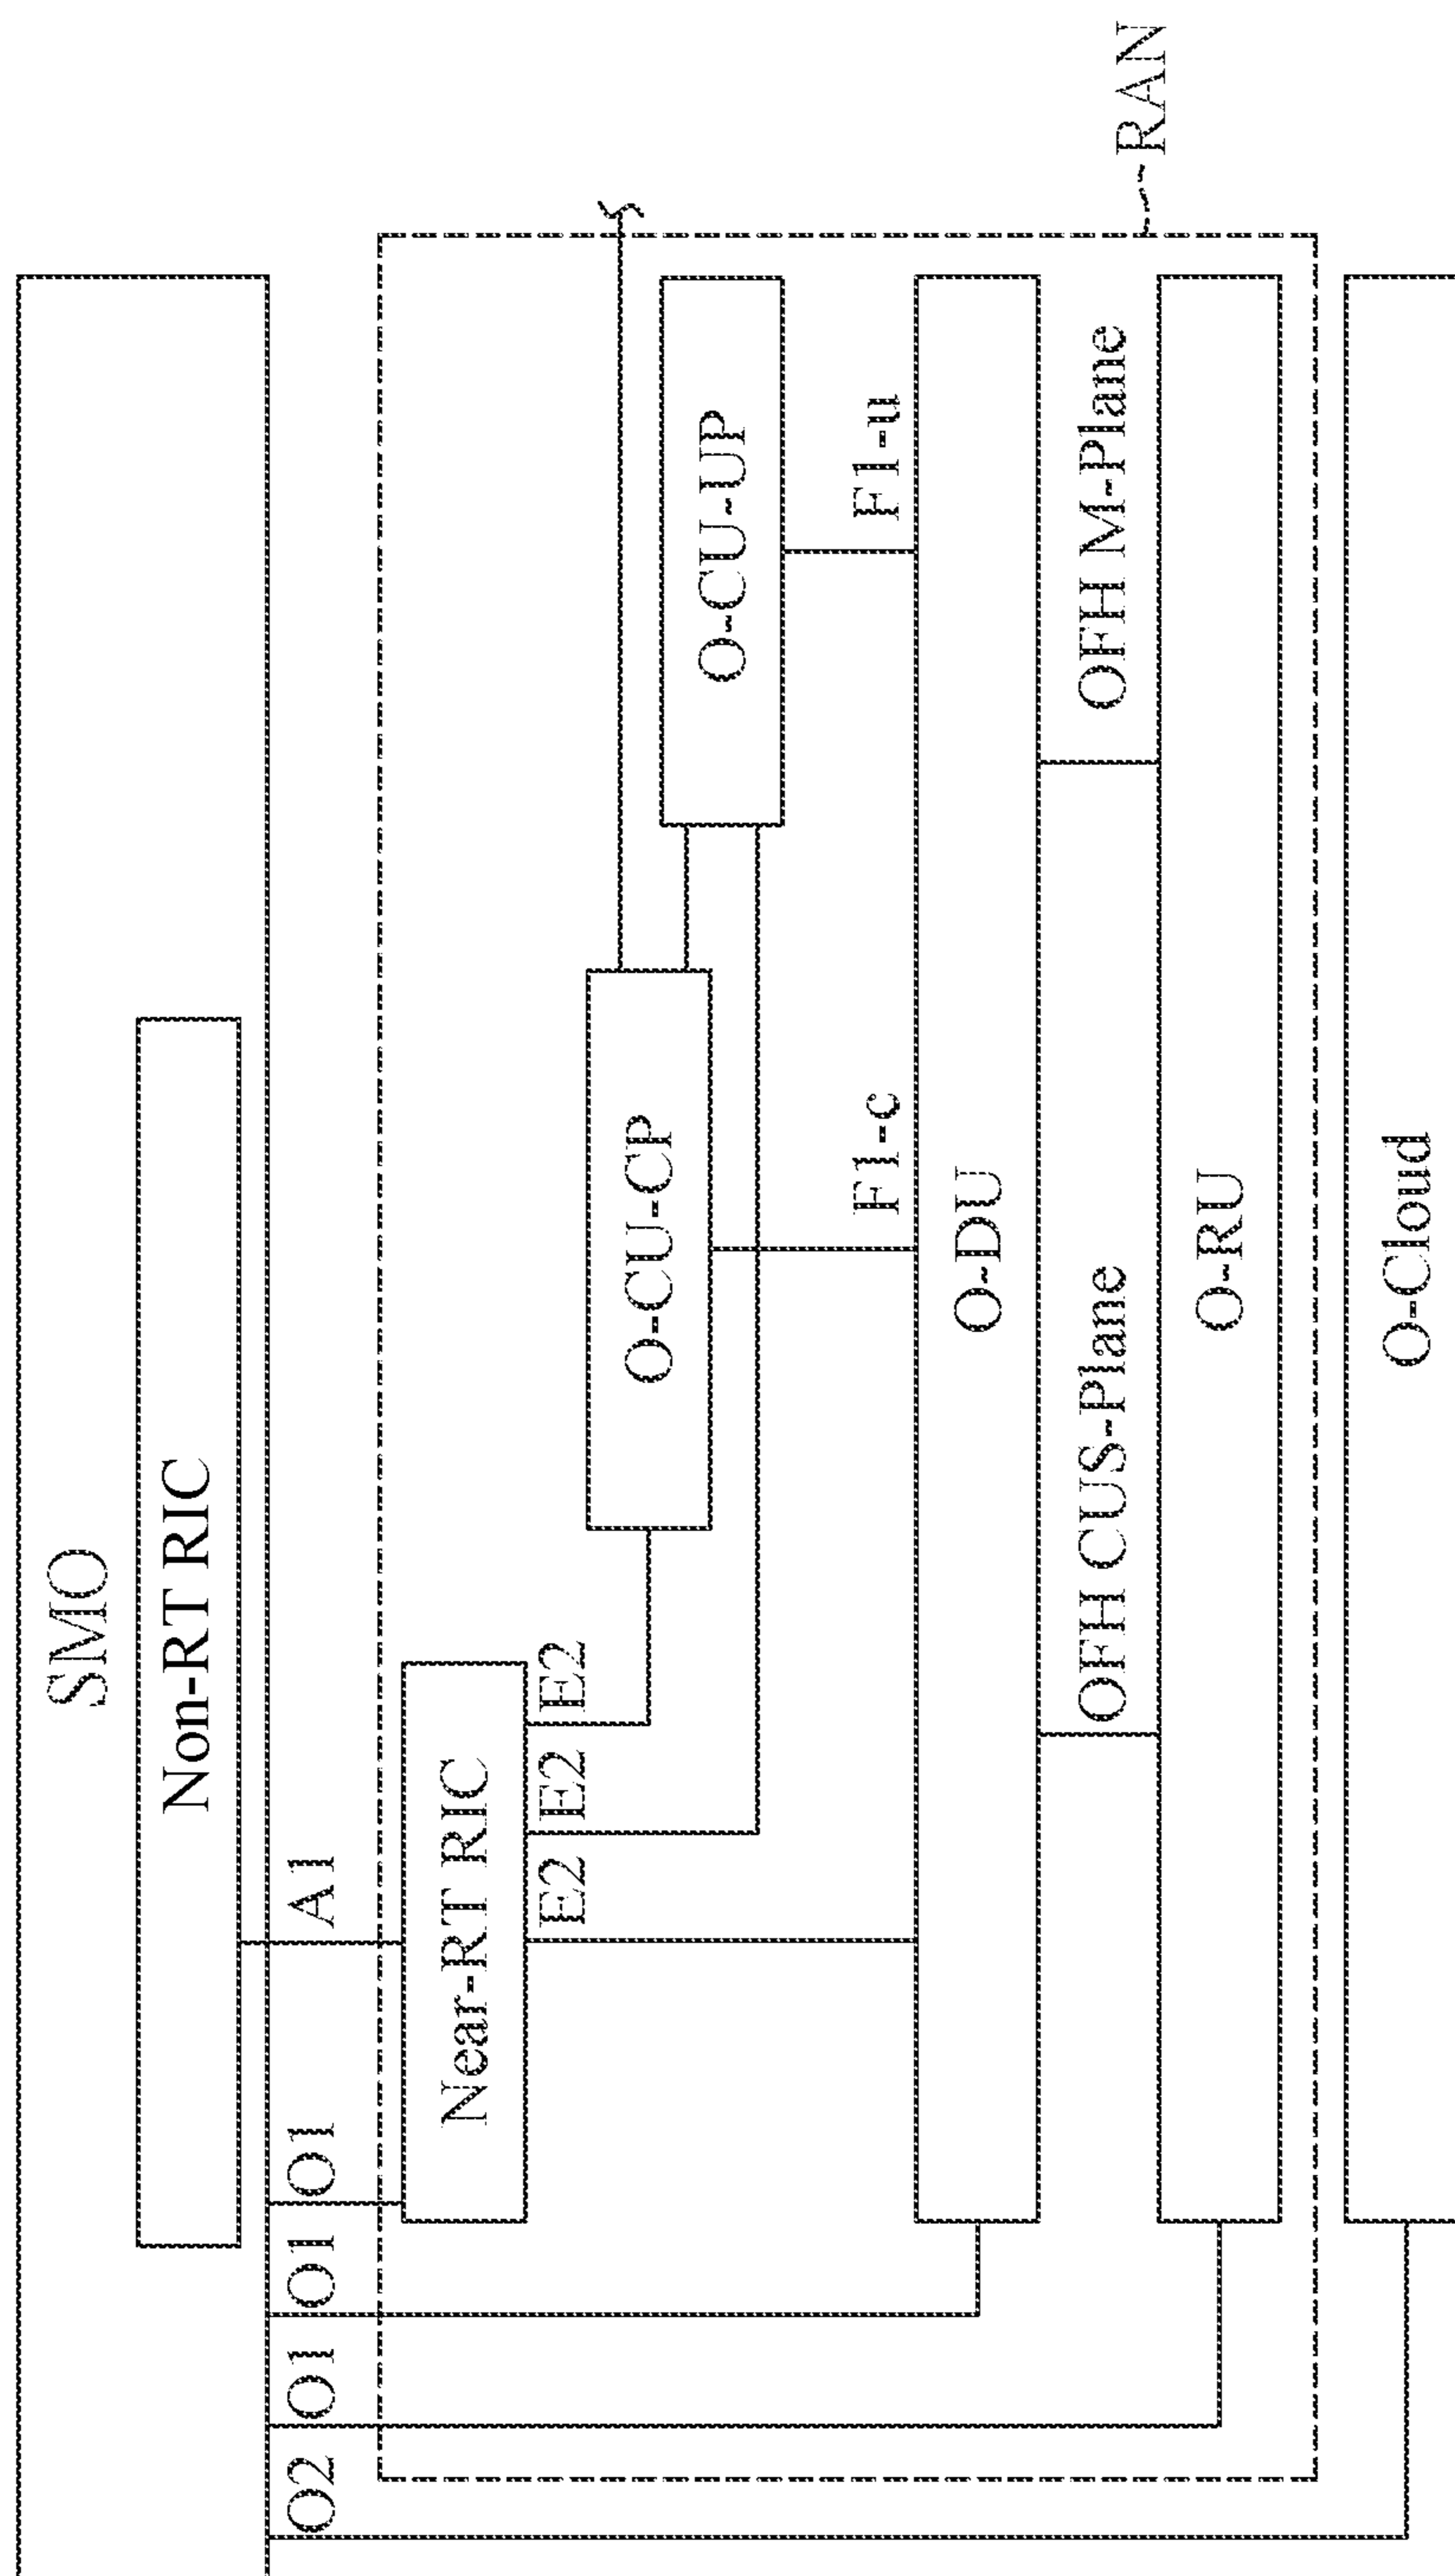 SMO
Non-RT RIC
O2
O1
O1
O1
A1
RAN
Near-RT RIC
E2
E2
E2
O-CU-CP
O-CU-UP
F1-c
F1-u
O-DU
OFH CUS-Plane
OFH M-Plane
O-RU
O-Cloud